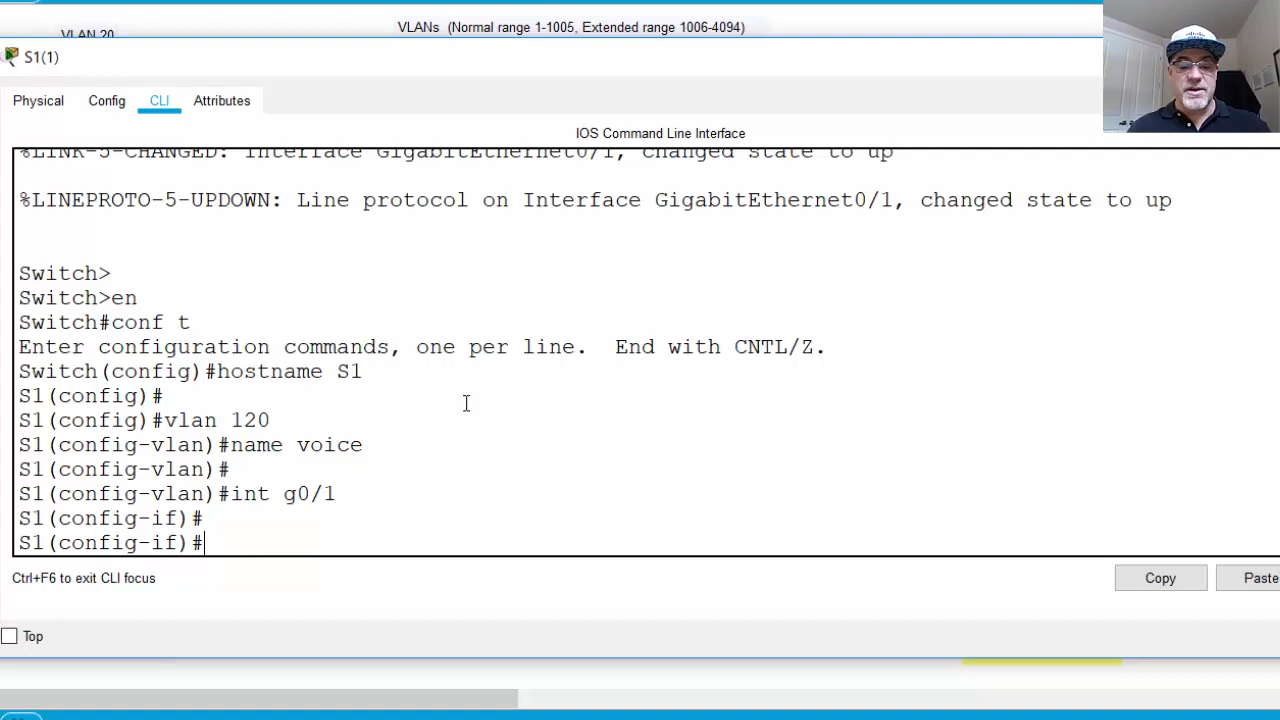 VLANs (Normal range 1-1005, Extended range 1006-4094)
VLAN 20
S1(1)
Physical
Config
CLI
Attributes
IOS Command Line Interface
%LINK-5-CHANGED: Interface GigabitEthernet0/1, changed state to up
%LINEPROTO-5-UPDOWN: Line protocol on Interface GigabitEthernet0/1, changed state to up
Switch>
Switch>en
Switch#conf t
Enter configuration commands, one per line.  End with CNTL/Z.
Switch(config)#hostname S1
S1(config)#
S1(config)#vlan 120
S1(config-vlan)#name voice
S1(config-vlan)#
S1(config-vlan)#int g0/1
S1(config-if)#
S1(config-if)#
Ctrl+F6 to exit CLI focus
Copy
Paste
Top